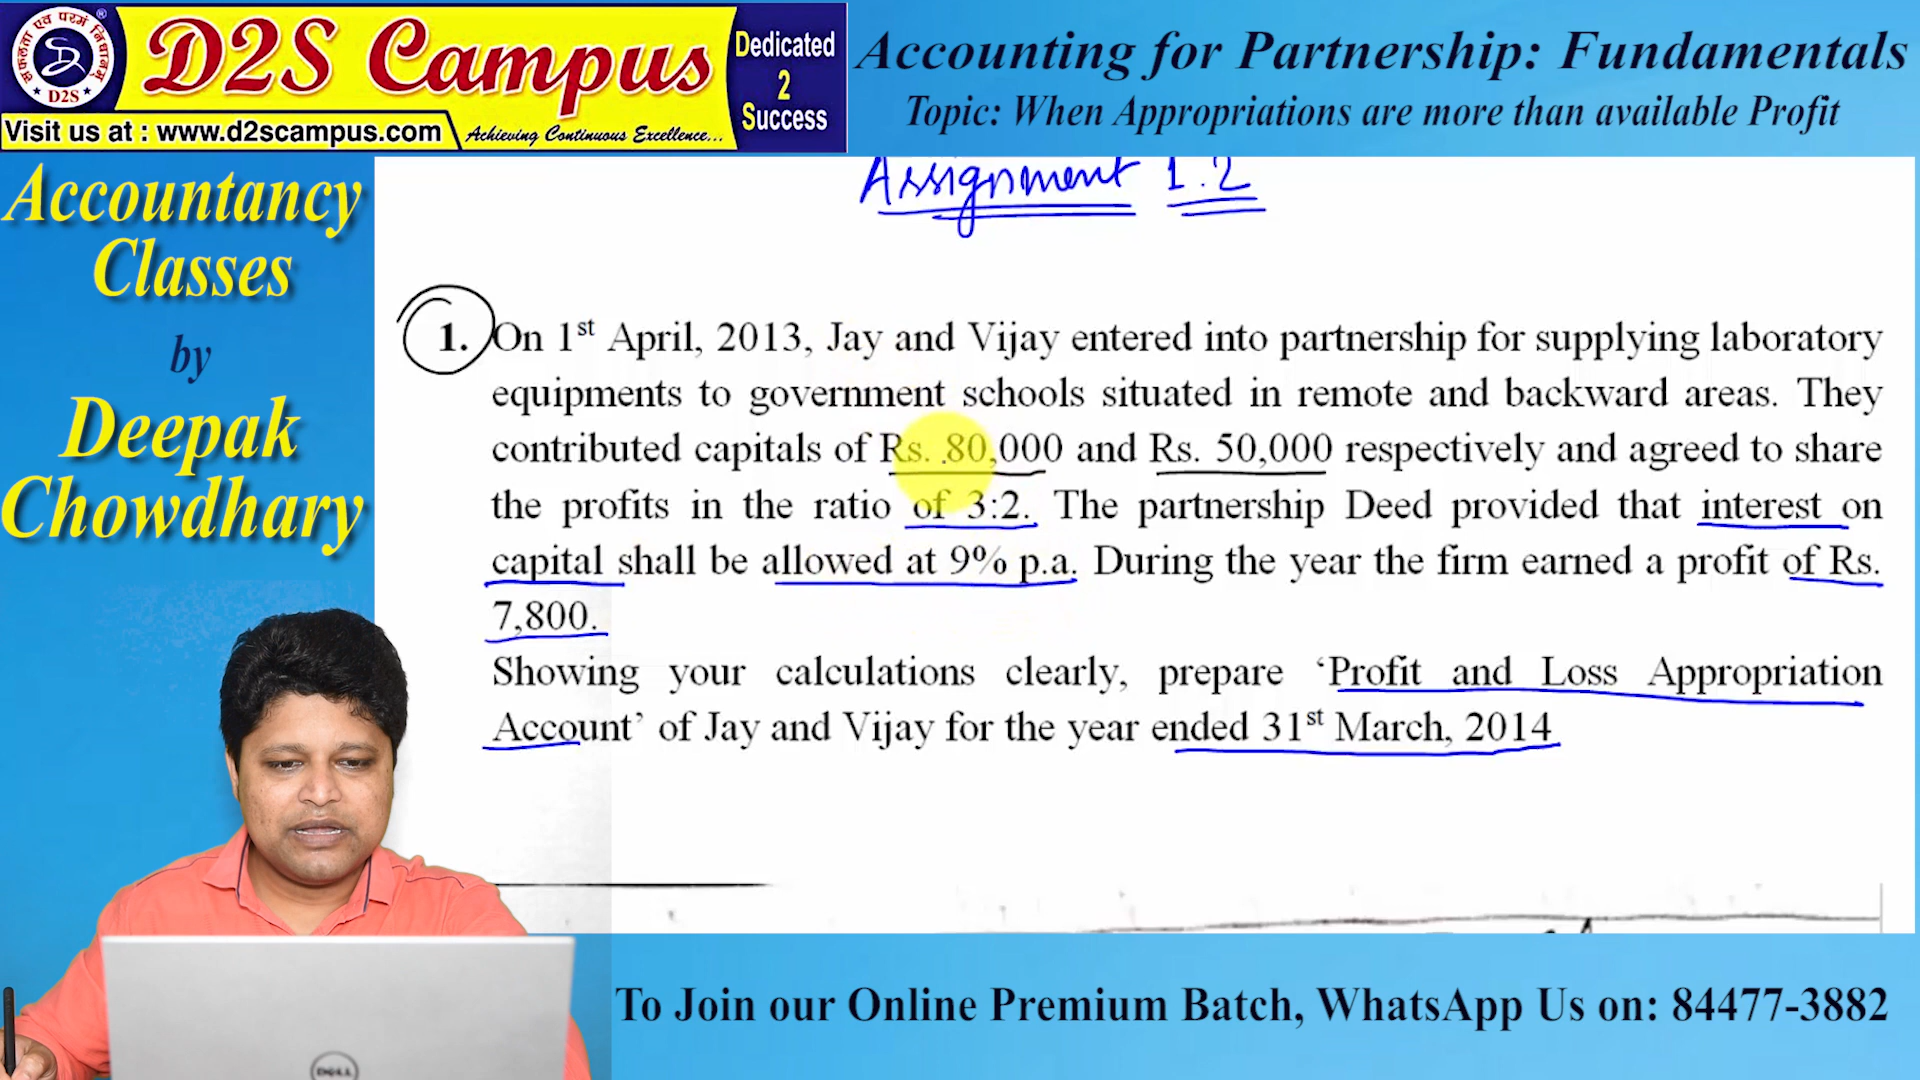 सफलता एवं परमं निधानम्
D2S
®
D2S Campus
Dedicated
2
Success
Visit us at : www.d2scampus.com
Achieving Continuous Excellence...
Accounting for Partnership: Fundamentals
Topic: When Appropriations are more than available Profit
Accountancy
Classes
by
Deepak
Chowdhary
Assignment 1.2
1. On 1st April, 2013, Jay and Vijay entered into partnership for supplying laboratory
equipments to government schools situated in remote and backward areas. They
contributed capitals of Rs. 80,000 and Rs. 50,000 respectively and agreed to share
the profits in the ratio of 3:2. The partnership Deed provided that interest on
capital shall be allowed at 9% p.a. During the year the firm earned a profit of Rs.
7,800.
Showing your calculations clearly, prepare ‘Profit and Loss Appropriation
Account’ of Jay and Vijay for the year ended 31st March, 2014
DELL
To Join our Online Premium Batch, WhatsApp Us on: 84477-3882